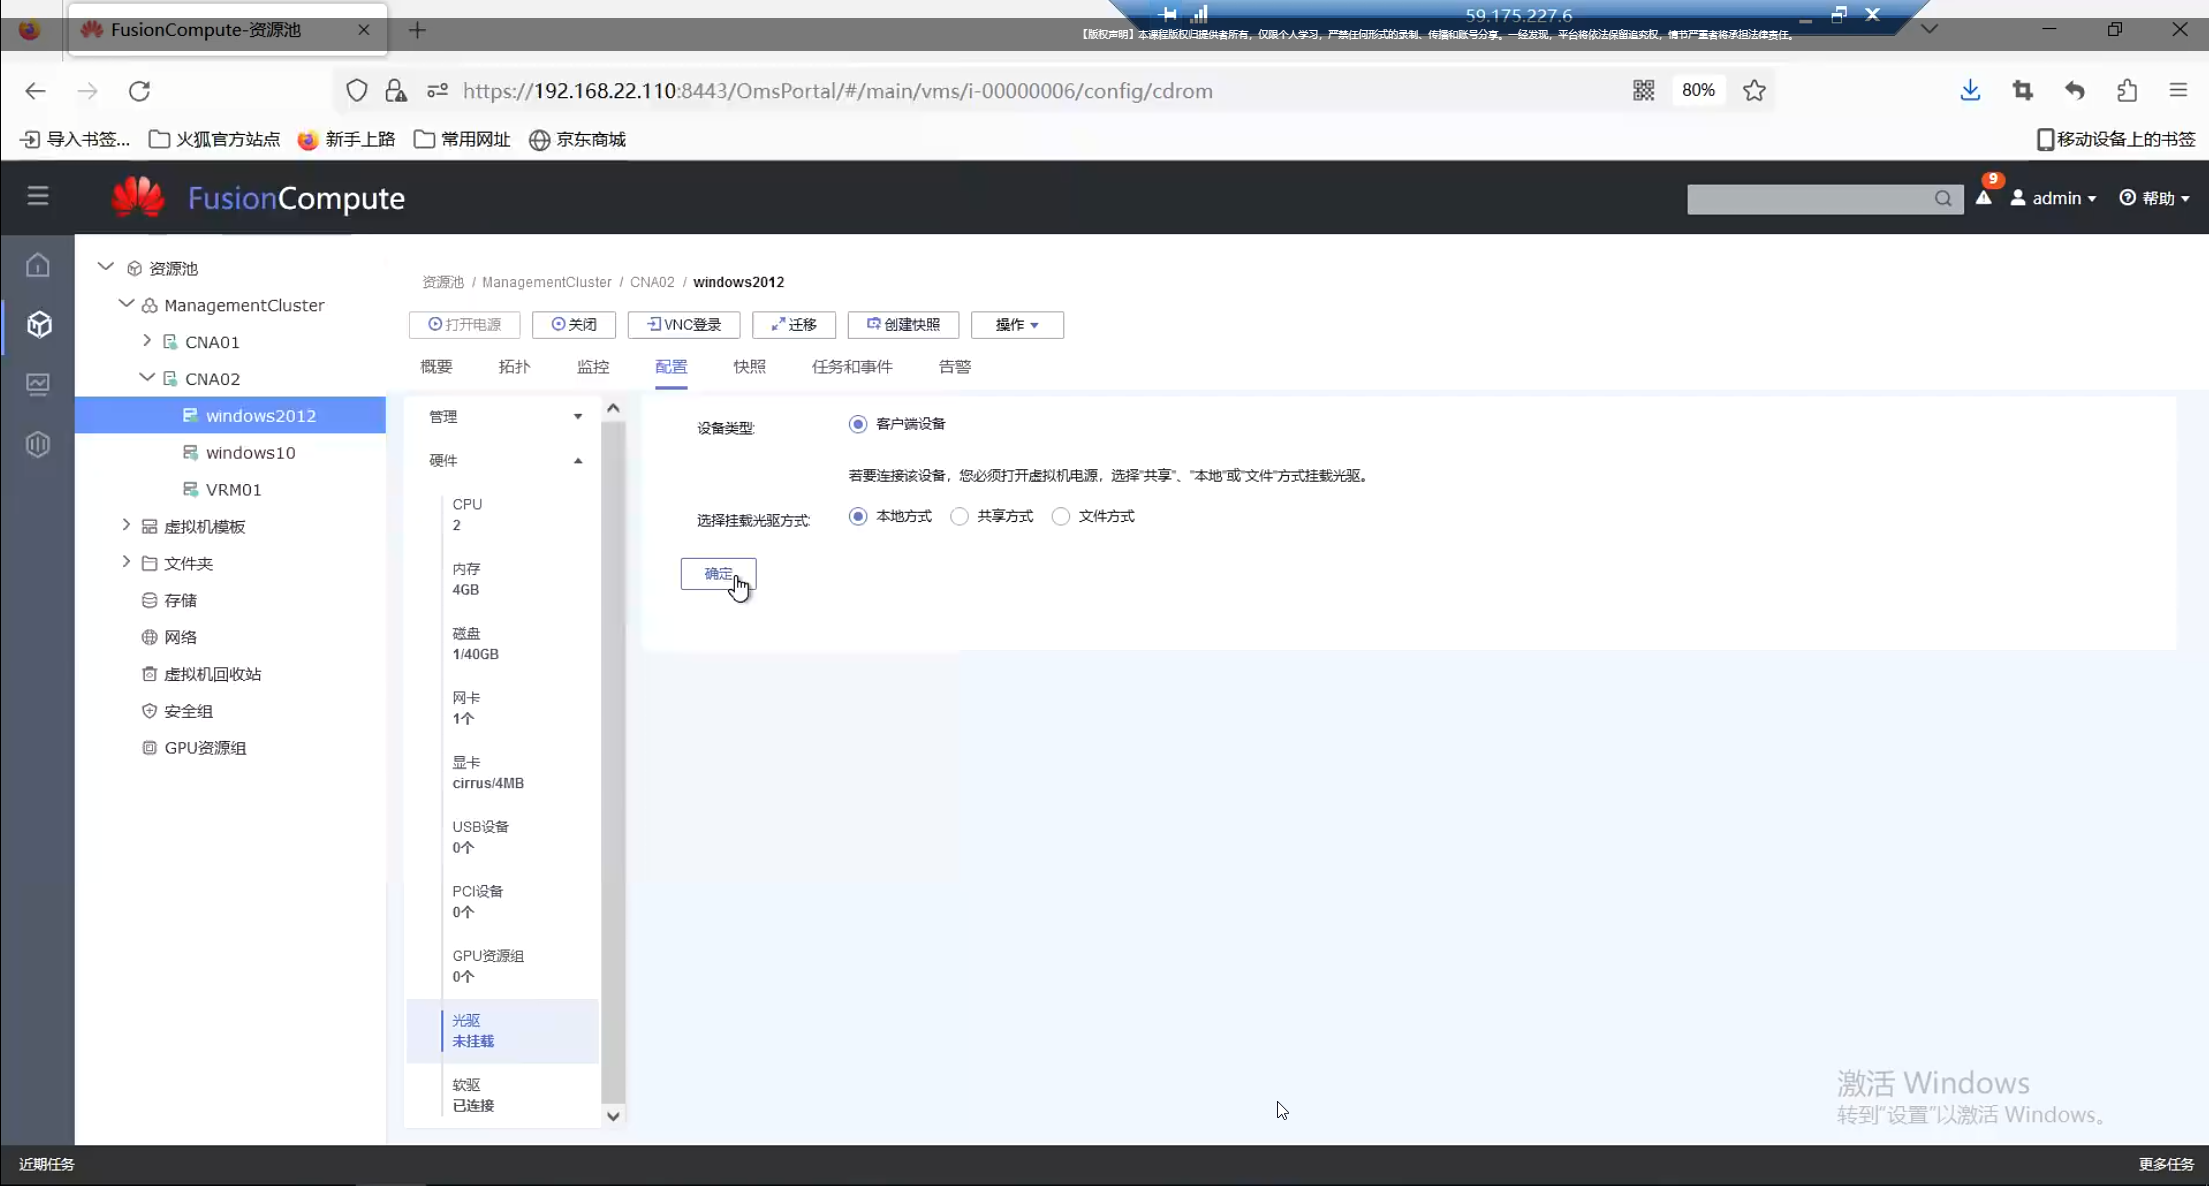 FusionCompute-资源池
59.175.227.6
【版权声明】本课程版权归提供者所有，仅限个人学习，严禁任何形式的录制、传播和账号分享。一经发现，平台将依法保留追究权，情节严重者将承担法律责任。
https://192.168.22.110:8443/OmsPortal/#/main/vms/i-00000006/config/cdrom
80%
导入书签...
火狐官方站点
新手上路
常用网址
京东商城
移动设备上的书签
FusionCompute
9
admin
帮助
资源池
ManagementCluster
CNA01
CNA02
windows2012
windows10
VRM01
虚拟机模板
文件夹
存储
网络
虚拟机回收站
安全组
GPU资源组
资源池 / ManagementCluster / CNA02 / windows2012
打开电源
关闭
VNC登录
迁移
创建快照
操作
概要
拓扑
监控
配置
快照
任务和事件
告警
管理
硬件
CPU
2
内存
4GB
磁盘
1/40GB
网卡
1个
显卡
cirrus/4MB
USB设备
0个
PCI设备
0个
GPU资源组
0个
光驱
未挂载
软驱
已连接
设备类型:
客户端设备
若要连接该设备，您必须打开虚拟机电源，选择"共享"、"本地"或"文件"方式挂载光驱。
选择挂载光驱方式:
本地方式
共享方式
文件方式
确定
激活 Windows
转到"设置"以激活 Windows。
近期任务
更多任务